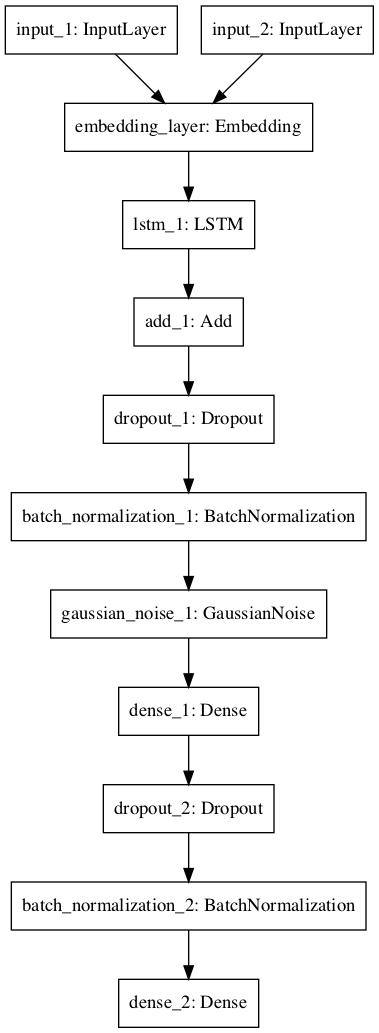 input_1: InputLayer
input_2: InputLayer
embedding_layer: Embedding
lstm_1: LSTM
add_1: Add
dropout_1: Dropout
batch_normalization_1: BatchNormalization
gaussian_noise_1: GaussianNoise
dense_1: Dense
dropout_2: Dropout
batch_normalization_2: BatchNormalization
dense_2: Dense